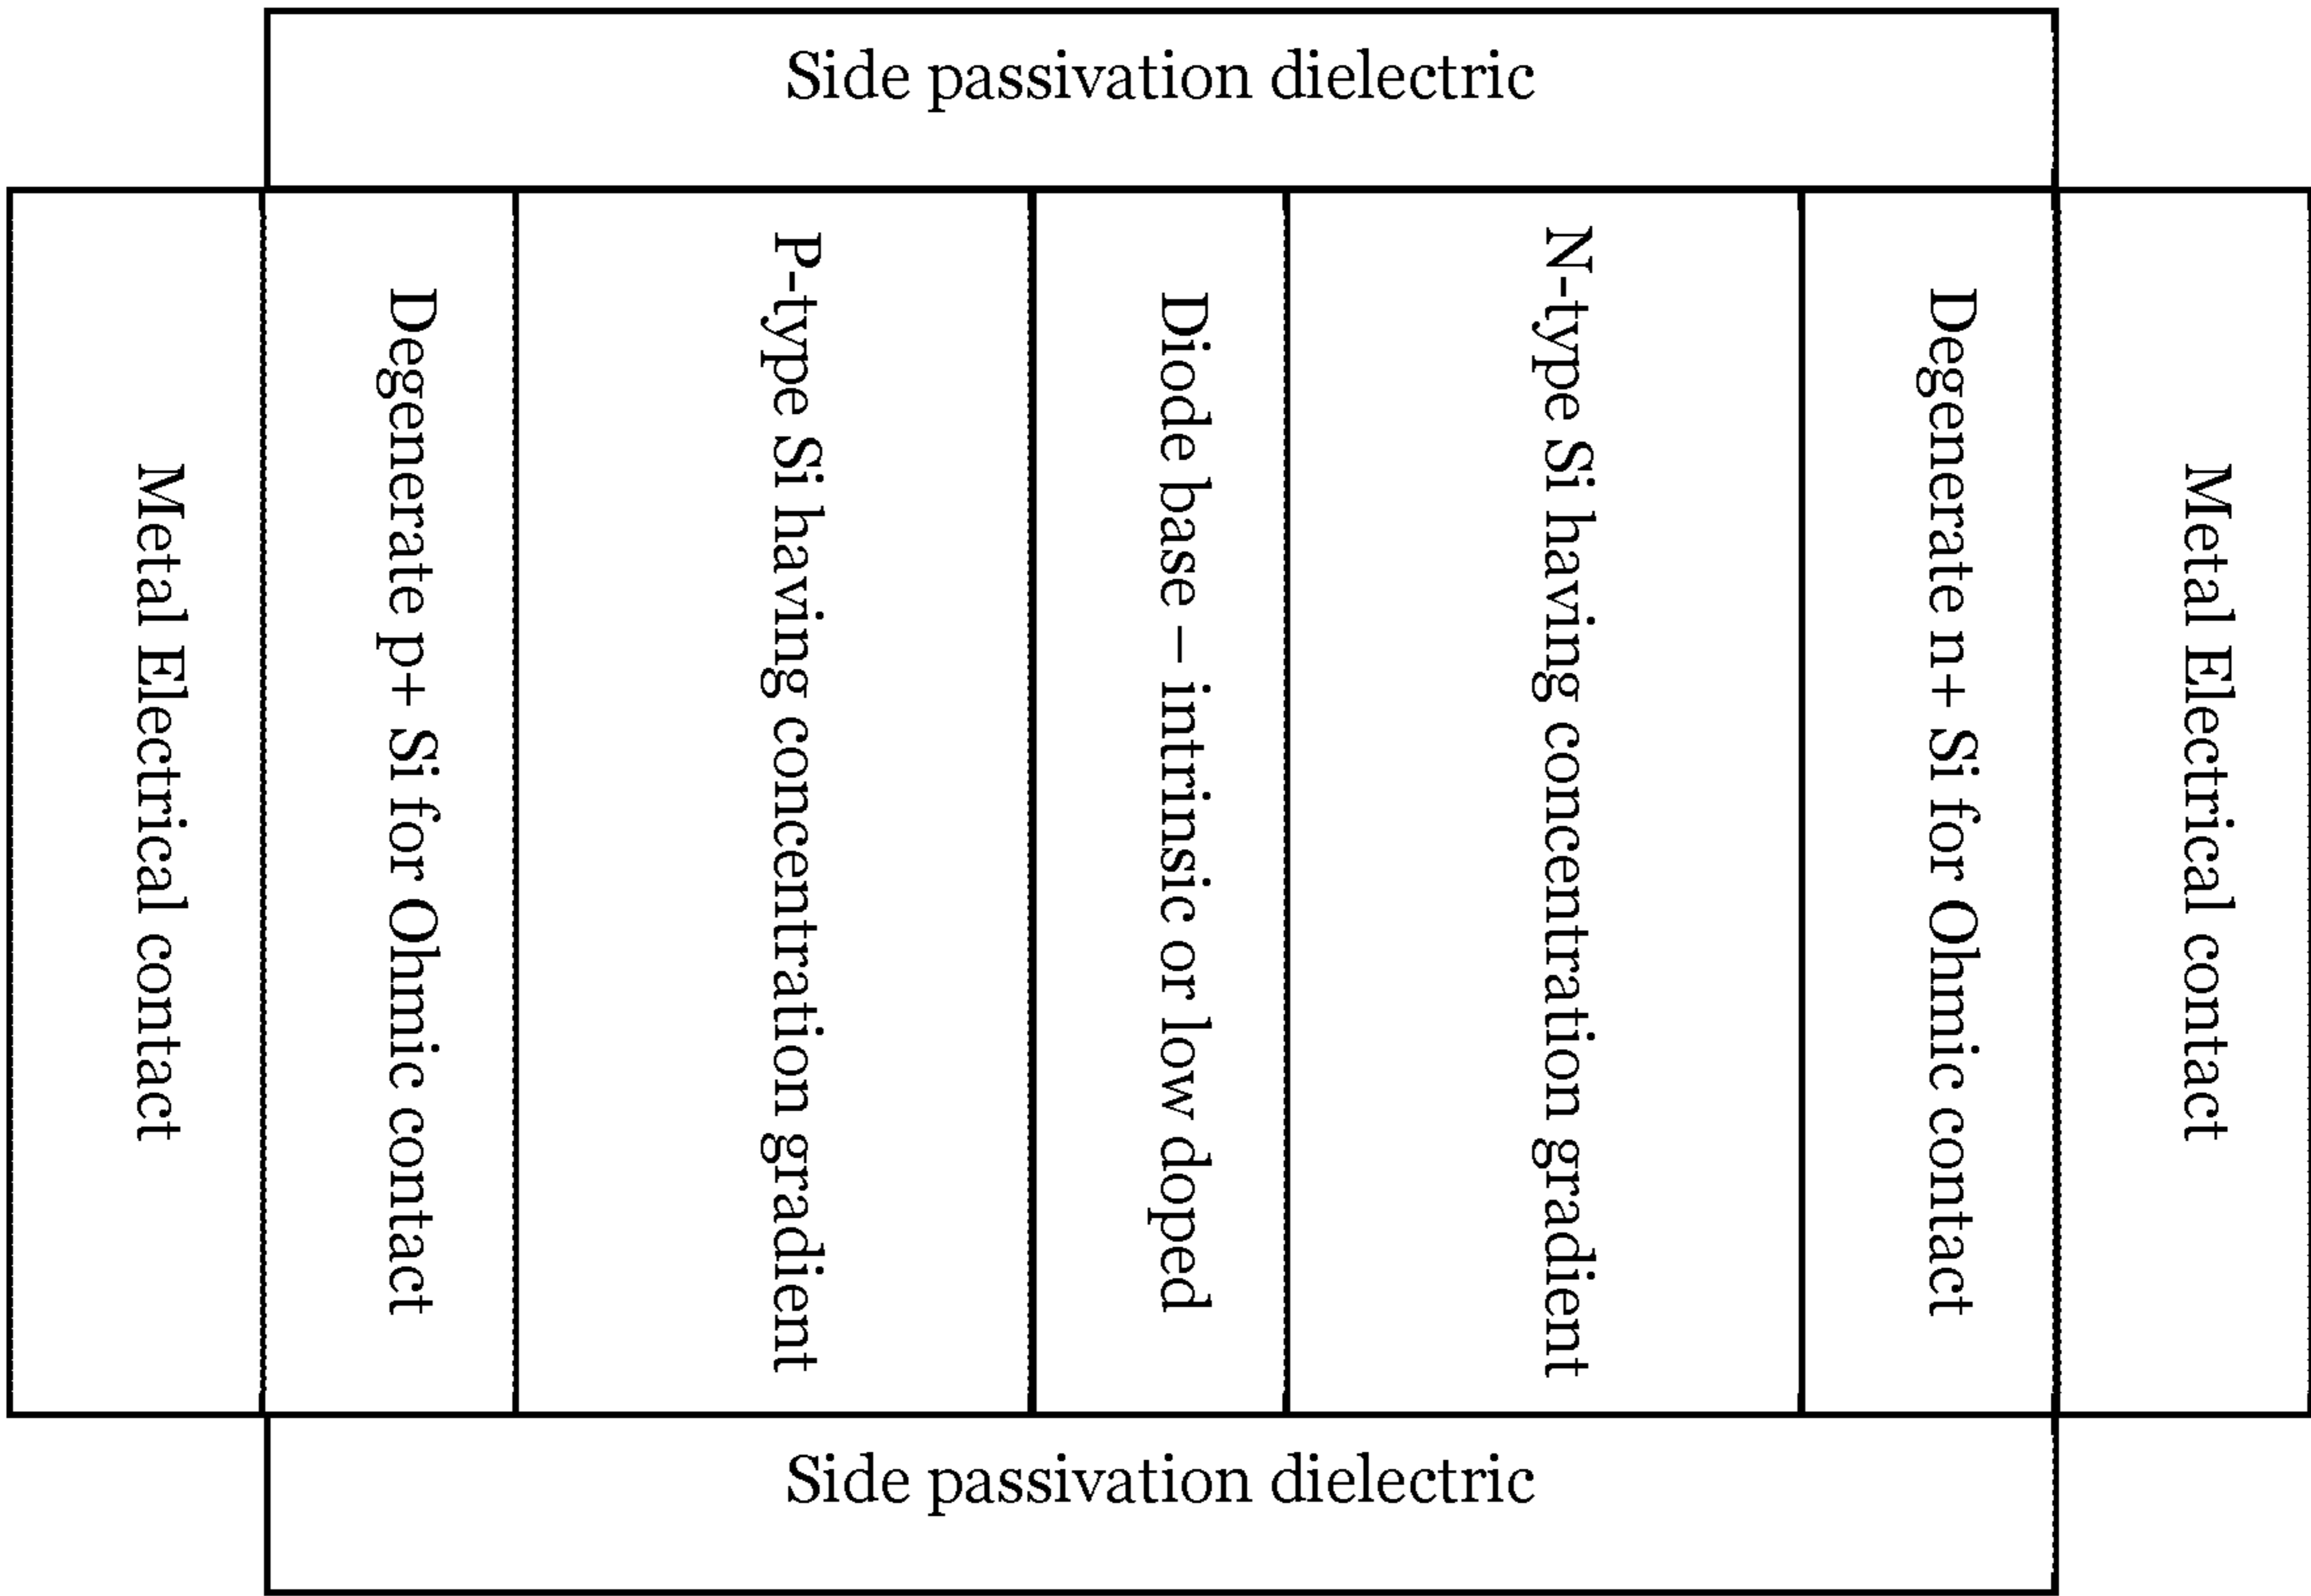 Side passivation dielectric
Metal Electrical contact
Degenerate p+ Si for Ohmic contact
P-type Si having concentration gradient
Diode base – intrinsic or low doped
N-type Si having concentration gradient
Degenerate n+ Si for Ohmic contact
Metal Electrical contact
Side passivation dielectric